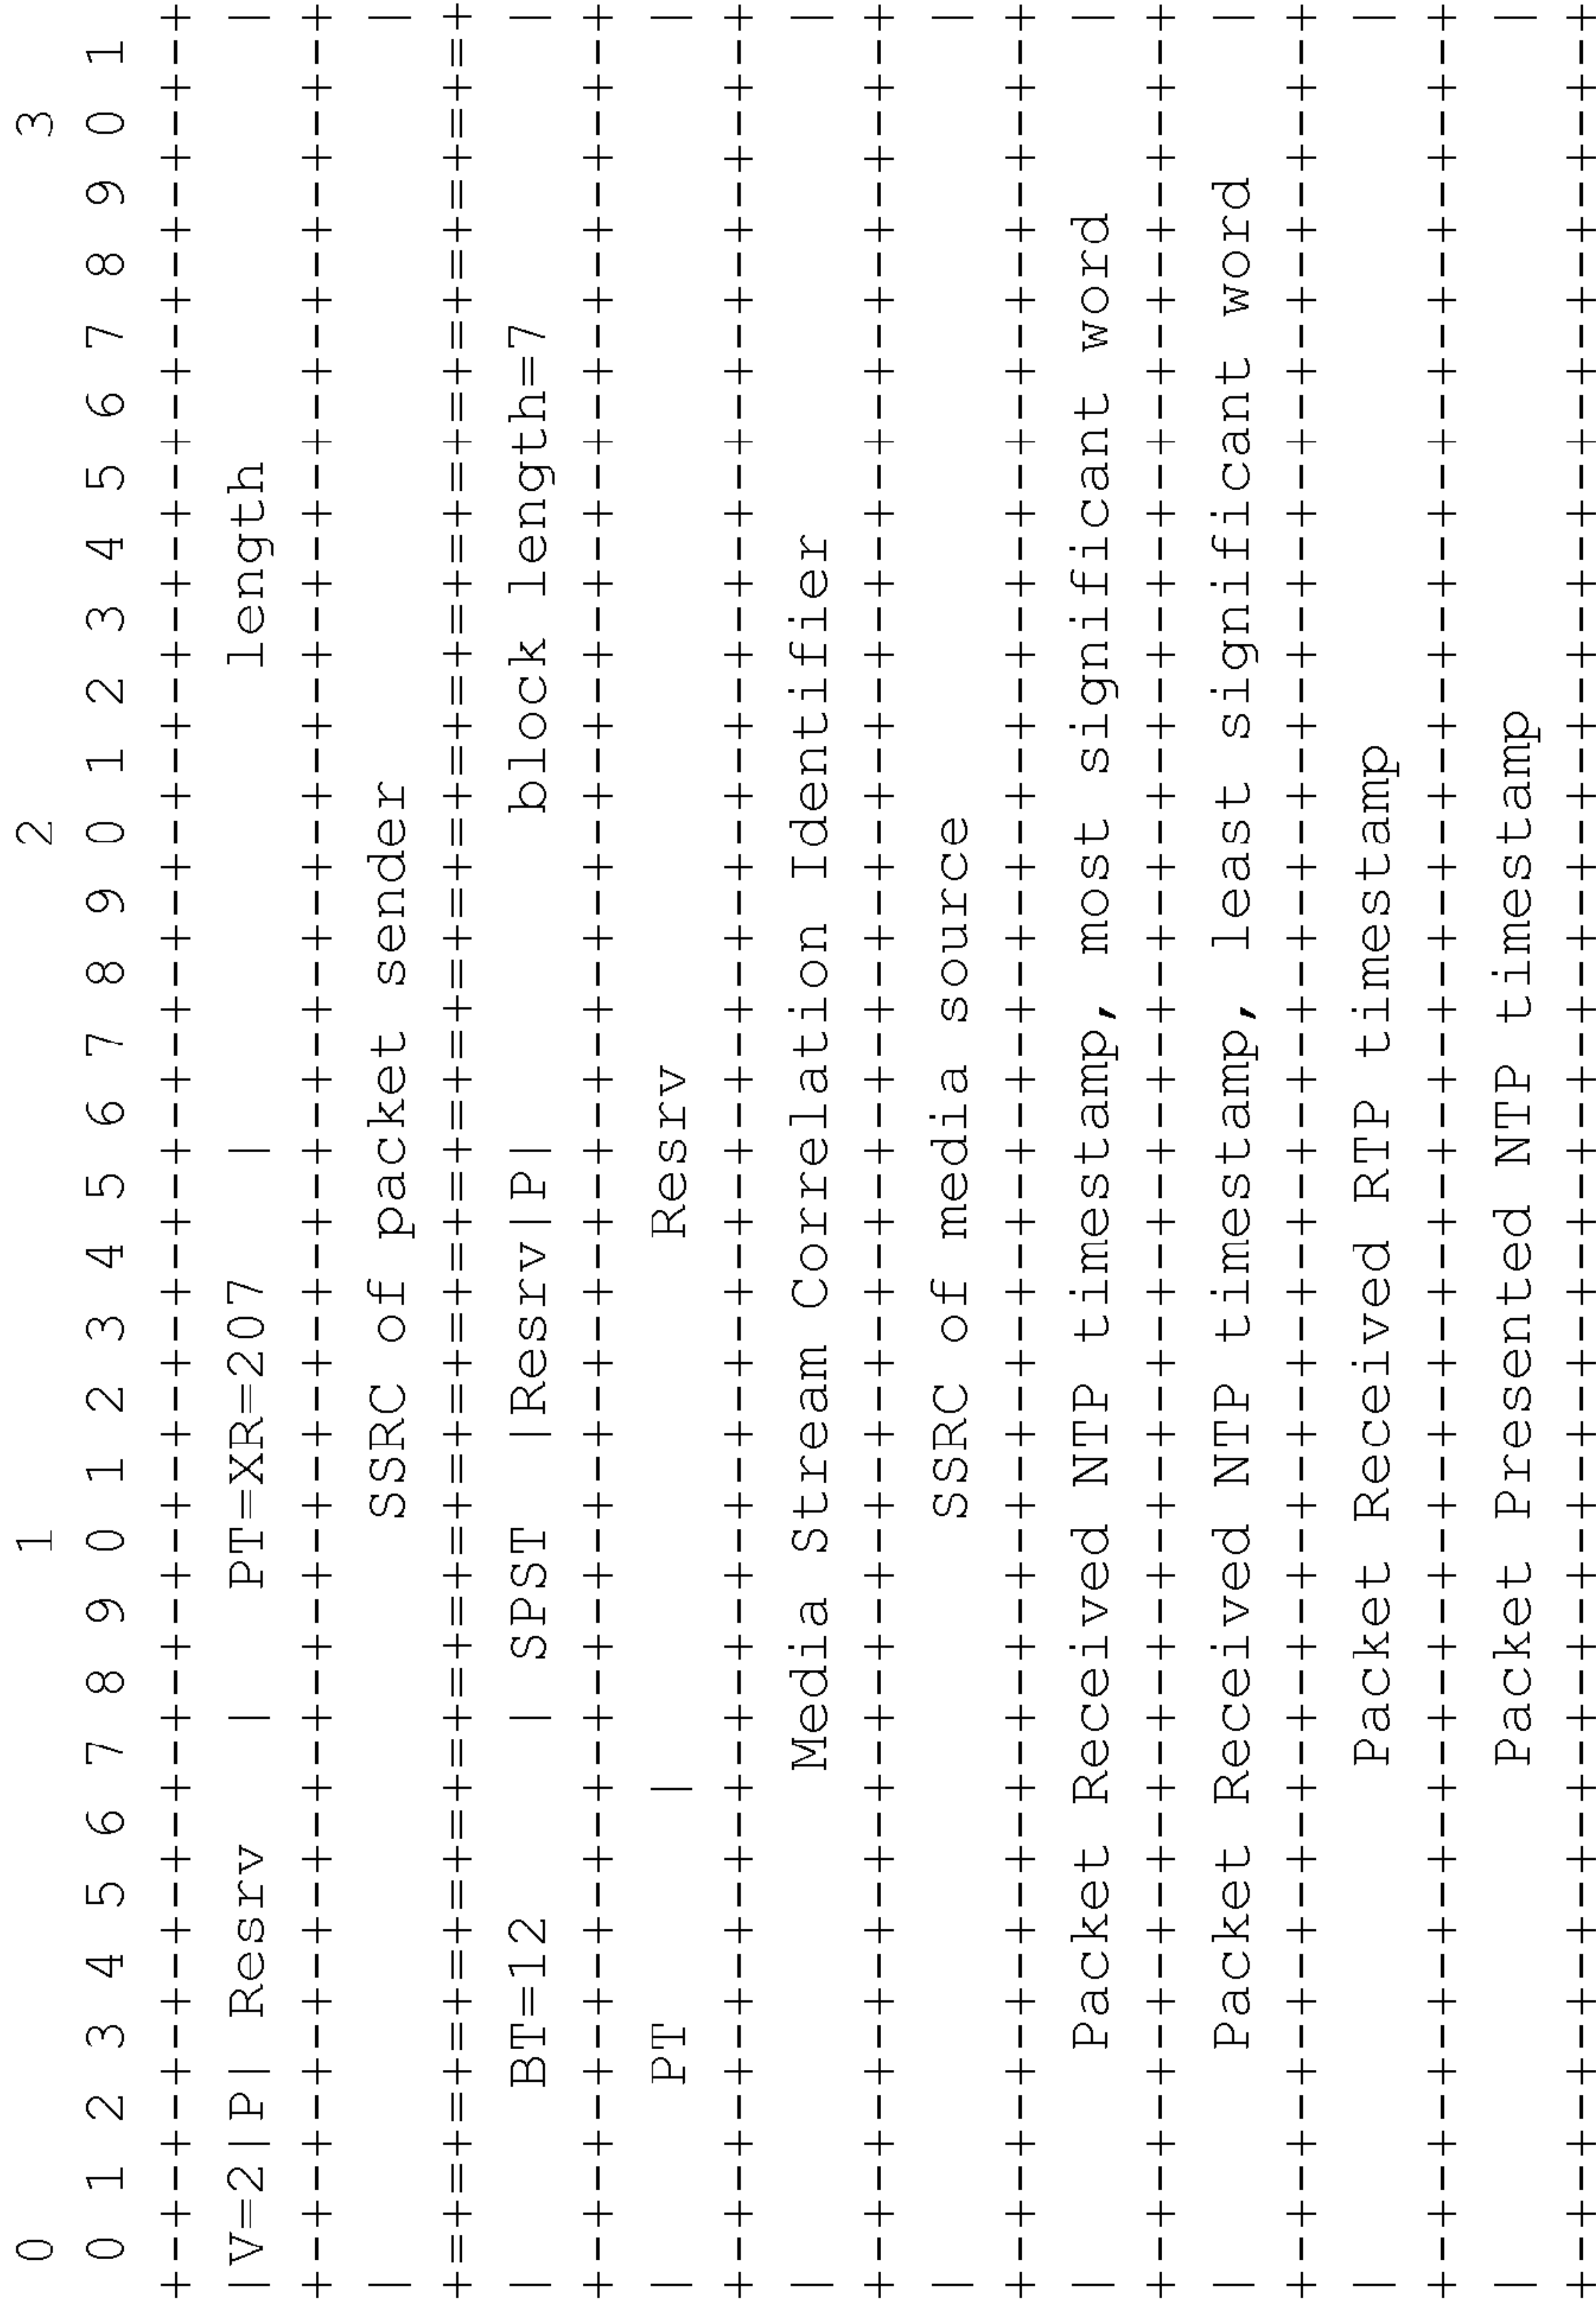 0                   1                   2                   3
 0 1 2 3 4 5 6 7 8 9 0 1 2 3 4 5 6 7 8 9 0 1 2 3 4 5 6 7 8 9 0 1
+-+-+-+-+-+-+-+-+-+-+-+-+-+-+-+-+-+-+-+-+-+-+-+-+-+-+-+-+-+-+-+-+
|V=2|P| Resrv   |   PT=XR=207   |             length            |
+-+-+-+-+-+-+-+-+-+-+-+-+-+-+-+-+-+-+-+-+-+-+-+-+-+-+-+-+-+-+-+-+
|                     SSRC of packet sender                     |
+=+=+=+=+=+=+=+=+=+=+=+=+=+=+=+=+=+=+=+=+=+=+=+=+=+=+=+=+=+=+=+=+
|     BT=12     | SPST  |Resrv|P|         block length=7        |
+-+-+-+-+-+-+-+-+-+-+-+-+-+-+-+-+-+-+-+-+-+-+-+-+-+-+-+-+-+-+-+-+
|     PT      |               Resrv                             |
+-+-+-+-+-+-+-+-+-+-+-+-+-+-+-+-+-+-+-+-+-+-+-+-+-+-+-+-+-+-+-+-+
|              Media Stream Correlation Identifier              |
+-+-+-+-+-+-+-+-+-+-+-+-+-+-+-+-+-+-+-+-+-+-+-+-+-+-+-+-+-+-+-+-+
|                     SSRC of media source                      |
+-+-+-+-+-+-+-+-+-+-+-+-+-+-+-+-+-+-+-+-+-+-+-+-+-+-+-+-+-+-+-+-+
|      Packet Received NTP timestamp, most significant word     |
+-+-+-+-+-+-+-+-+-+-+-+-+-+-+-+-+-+-+-+-+-+-+-+-+-+-+-+-+-+-+-+-+
|      Packet Received NTP timestamp, least significant word    |
+-+-+-+-+-+-+-+-+-+-+-+-+-+-+-+-+-+-+-+-+-+-+-+-+-+-+-+-+-+-+-+-+
|              Packet Received RTP timestamp                    |
+-+-+-+-+-+-+-+-+-+-+-+-+-+-+-+-+-+-+-+-+-+-+-+-+-+-+-+-+-+-+-+-+
|              Packet Presented NTP timestamp                   |
+-+-+-+-+-+-+-+-+-+-+-+-+-+-+-+-+-+-+-+-+-+-+-+-+-+-+-+-+-+-+-+-+